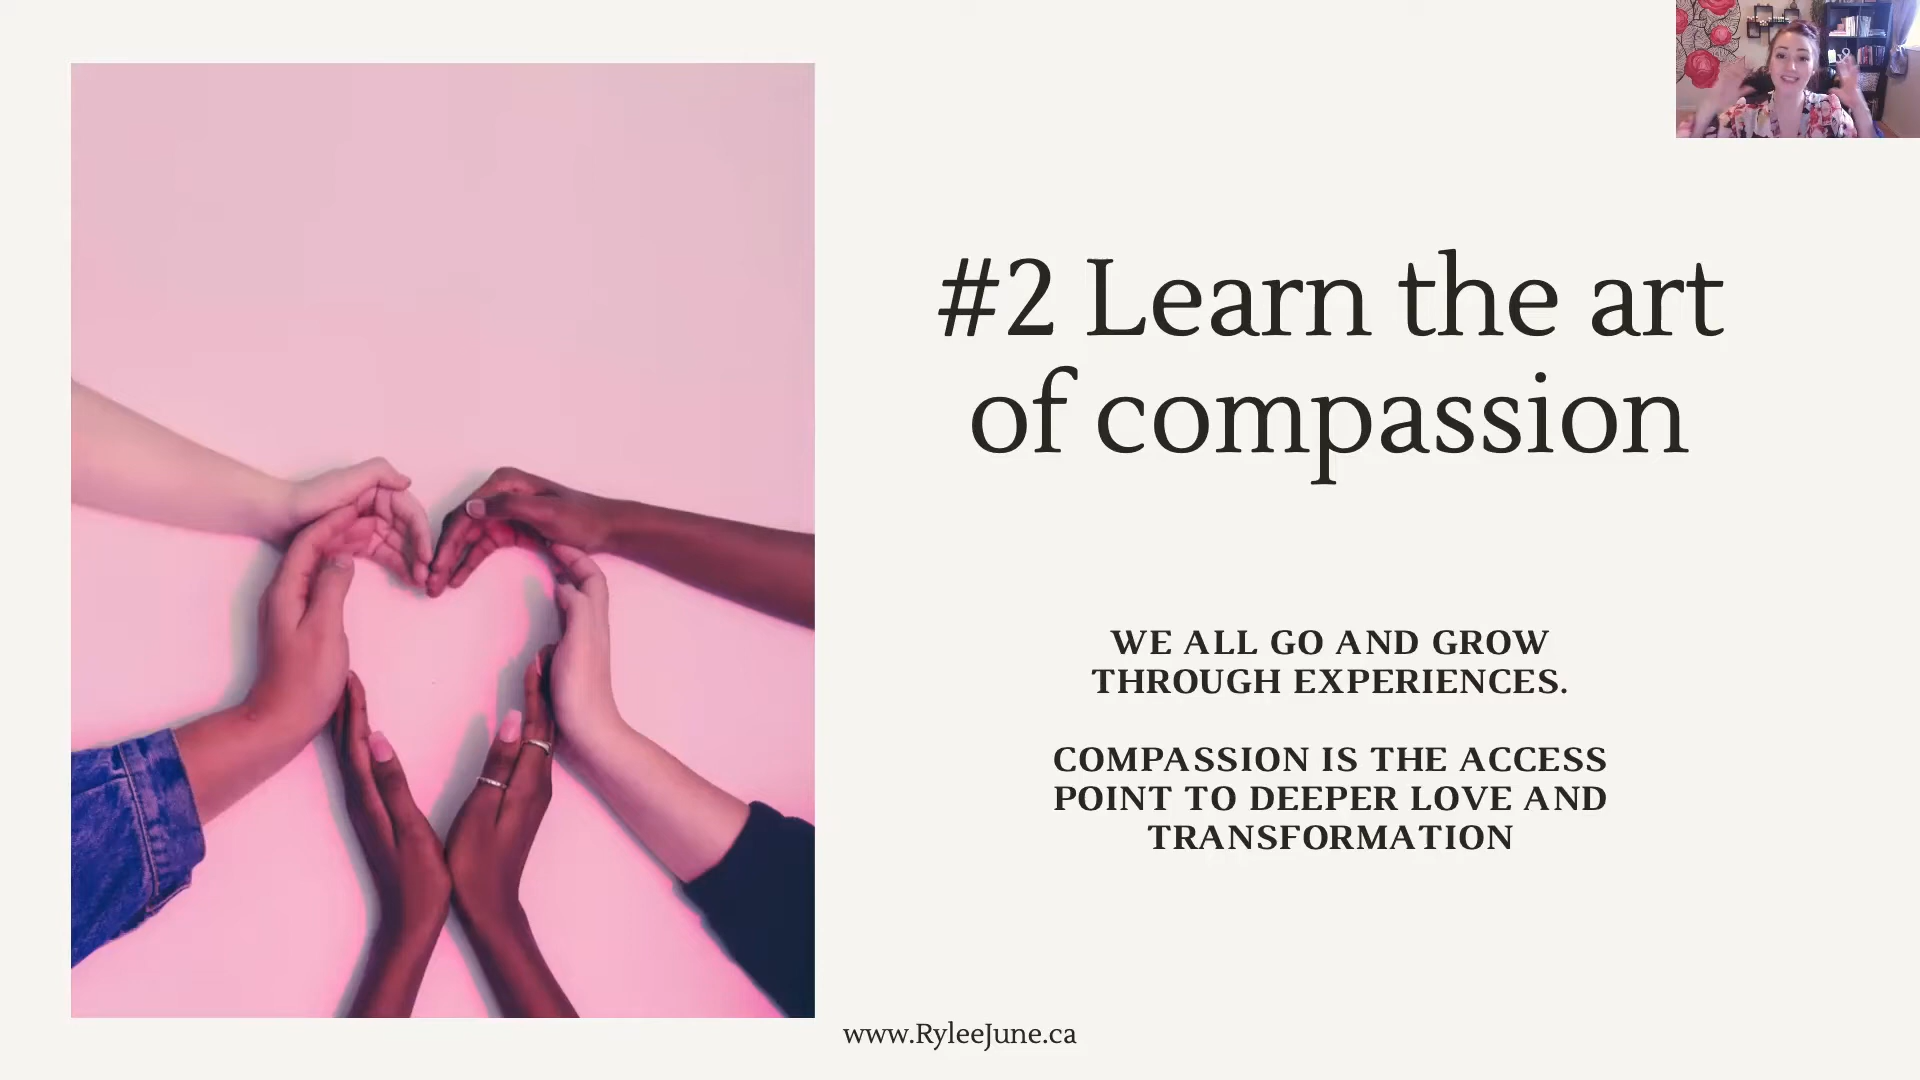 #2 Learn the art
of compassion
WE ALL GO AND GROW
THROUGH EXPERIENCES.
COMPASSION IS THE ACCESS
POINT TO DEEPER LOVE AND
TRANSFORMATION
www.RyleeJune.ca